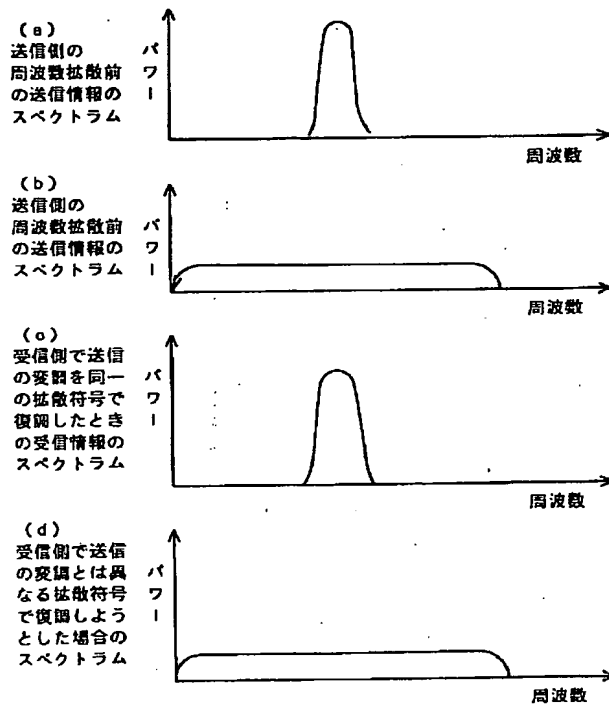 (a)
送信側の
周波数拡散前
の送信情報の
スペクトラム
パワー
周波数
(b)
送信側の
周波数拡散前
の送信情報の
スペクトラム
パワー
周波数
(c)
受信側で送信
の変調を同一
の拡散符号で
復調したとき
の受信情報の
スペクトラム
パワー
周波数
(d)
受信側で送信
の変調とは異
なる拡散符号
で復調しよう
とした場合の
スペクトラム
パワー
周波数